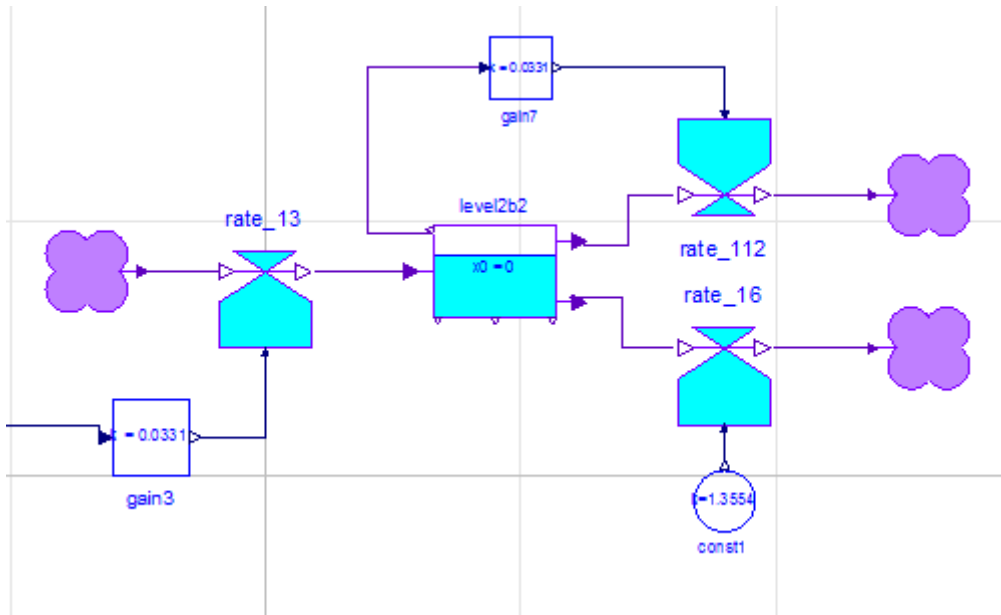 k =0.0331
gain7
level2b2
rate_13
x0 =0
rate_112
rate_16
k = 0.0331
gain3
k=1.3554
const1